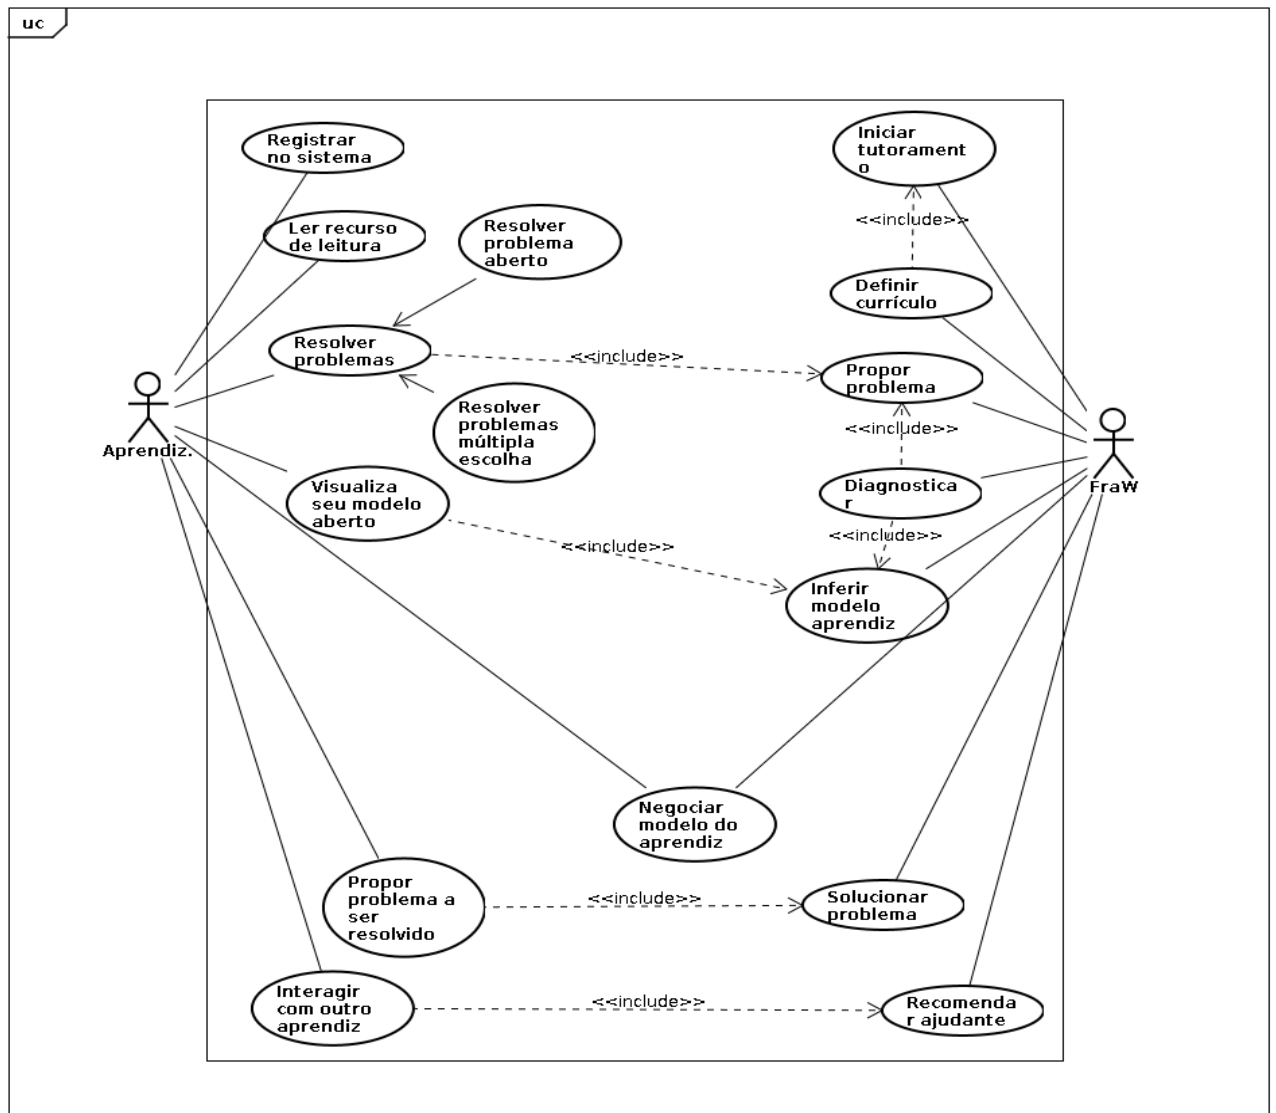 uc
Registrar
no sistema
Iniciar
tutorament
o
Ler recurso
de leitura
Resolver
problema
aberto
<<include>>
Definir
currículo
Resolver
problemas
<<include>>
Propor
problema
Resolver
problemas
múltipla
escolha
<<include>>
Aprendiz.
FraW
Visualiza
seu modelo
aberto
Diagnostica
r
<<include>>
<<include>>
Inferir
modelo
aprendiz
Negociar
modelo do
aprendiz
Propor
problema a
ser
resolvido
<<include>>
Solucionar
problema
Interagir
com outro
aprendiz
<<include>>
Recomenda
r ajudante